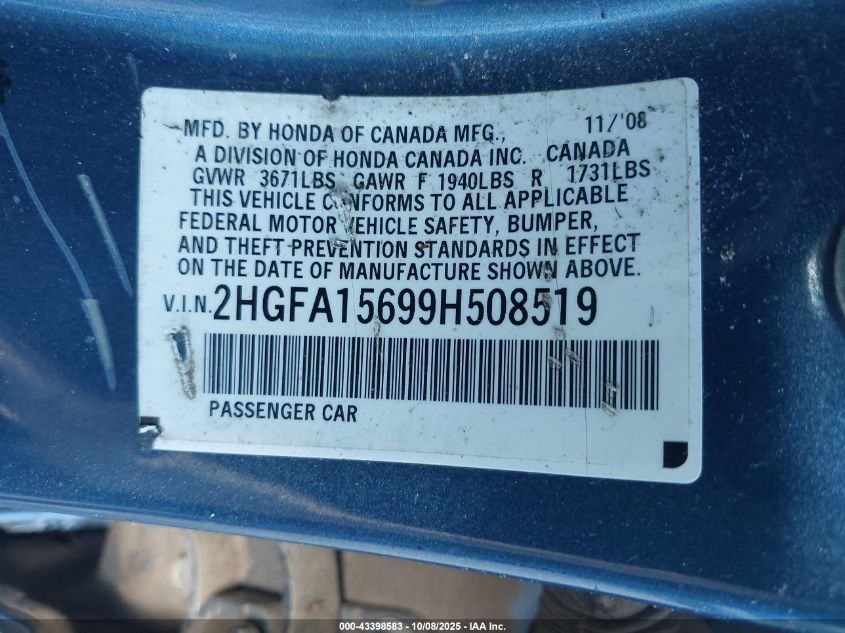 MFD. BY HONDA OF CANADA MFG., 11/'08
A DIVISION OF HONDA CANADA INC. CANADA
GVWR 3671LBS GAWR F 1940LBS R 1731LBS
THIS VEHICLE CONFORMS TO ALL APPLICABLE
FEDERAL MOTOR VEHICLE SAFETY, BUMPER,
AND THEFT PREVENTION STANDARDS IN EFFECT
ON THE DATE OF MANUFACTURE SHOWN ABOVE.
V.I.N. 2HGFA15699H508519
PASSENGER CAR
000-43398583 - 10/08/2025 - IAA Inc.